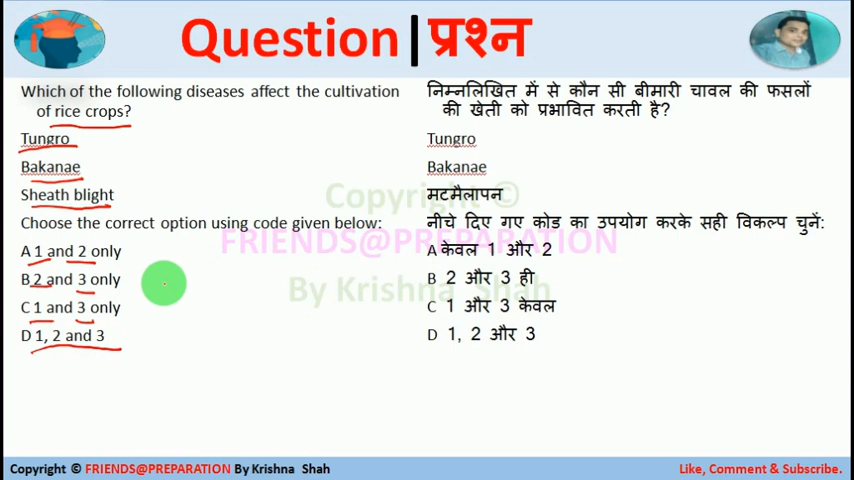 Question|प्रश्न
Which of the following diseases affect the cultivation
of rice crops?
Tungro
Bakanae
Sheath blight
Choose the correct option using code given below:
A 1 and 2 only
B 2 and 3 only
C 1 and 3 only
D 1, 2 and 3
निम्नलिखित में से कौन सी बीमारी चावल की फसलों
की खेती को प्रभावित करती है?
Tungro
Bakanae
मटमैलापन
नीचे दिए गए कोड का उपयोग करके सही विकल्प चुनें:
A केवल 1 और 2
B 2 और 3 ही
C 1 और 3 केवल
D 1, 2 और 3
Copyright ©
FRIENDS@PREPARATION
By Krishna Shah
Copyright © FRIENDS@PREPARATION By Krishna Shah
Like, Comment & Subscribe.